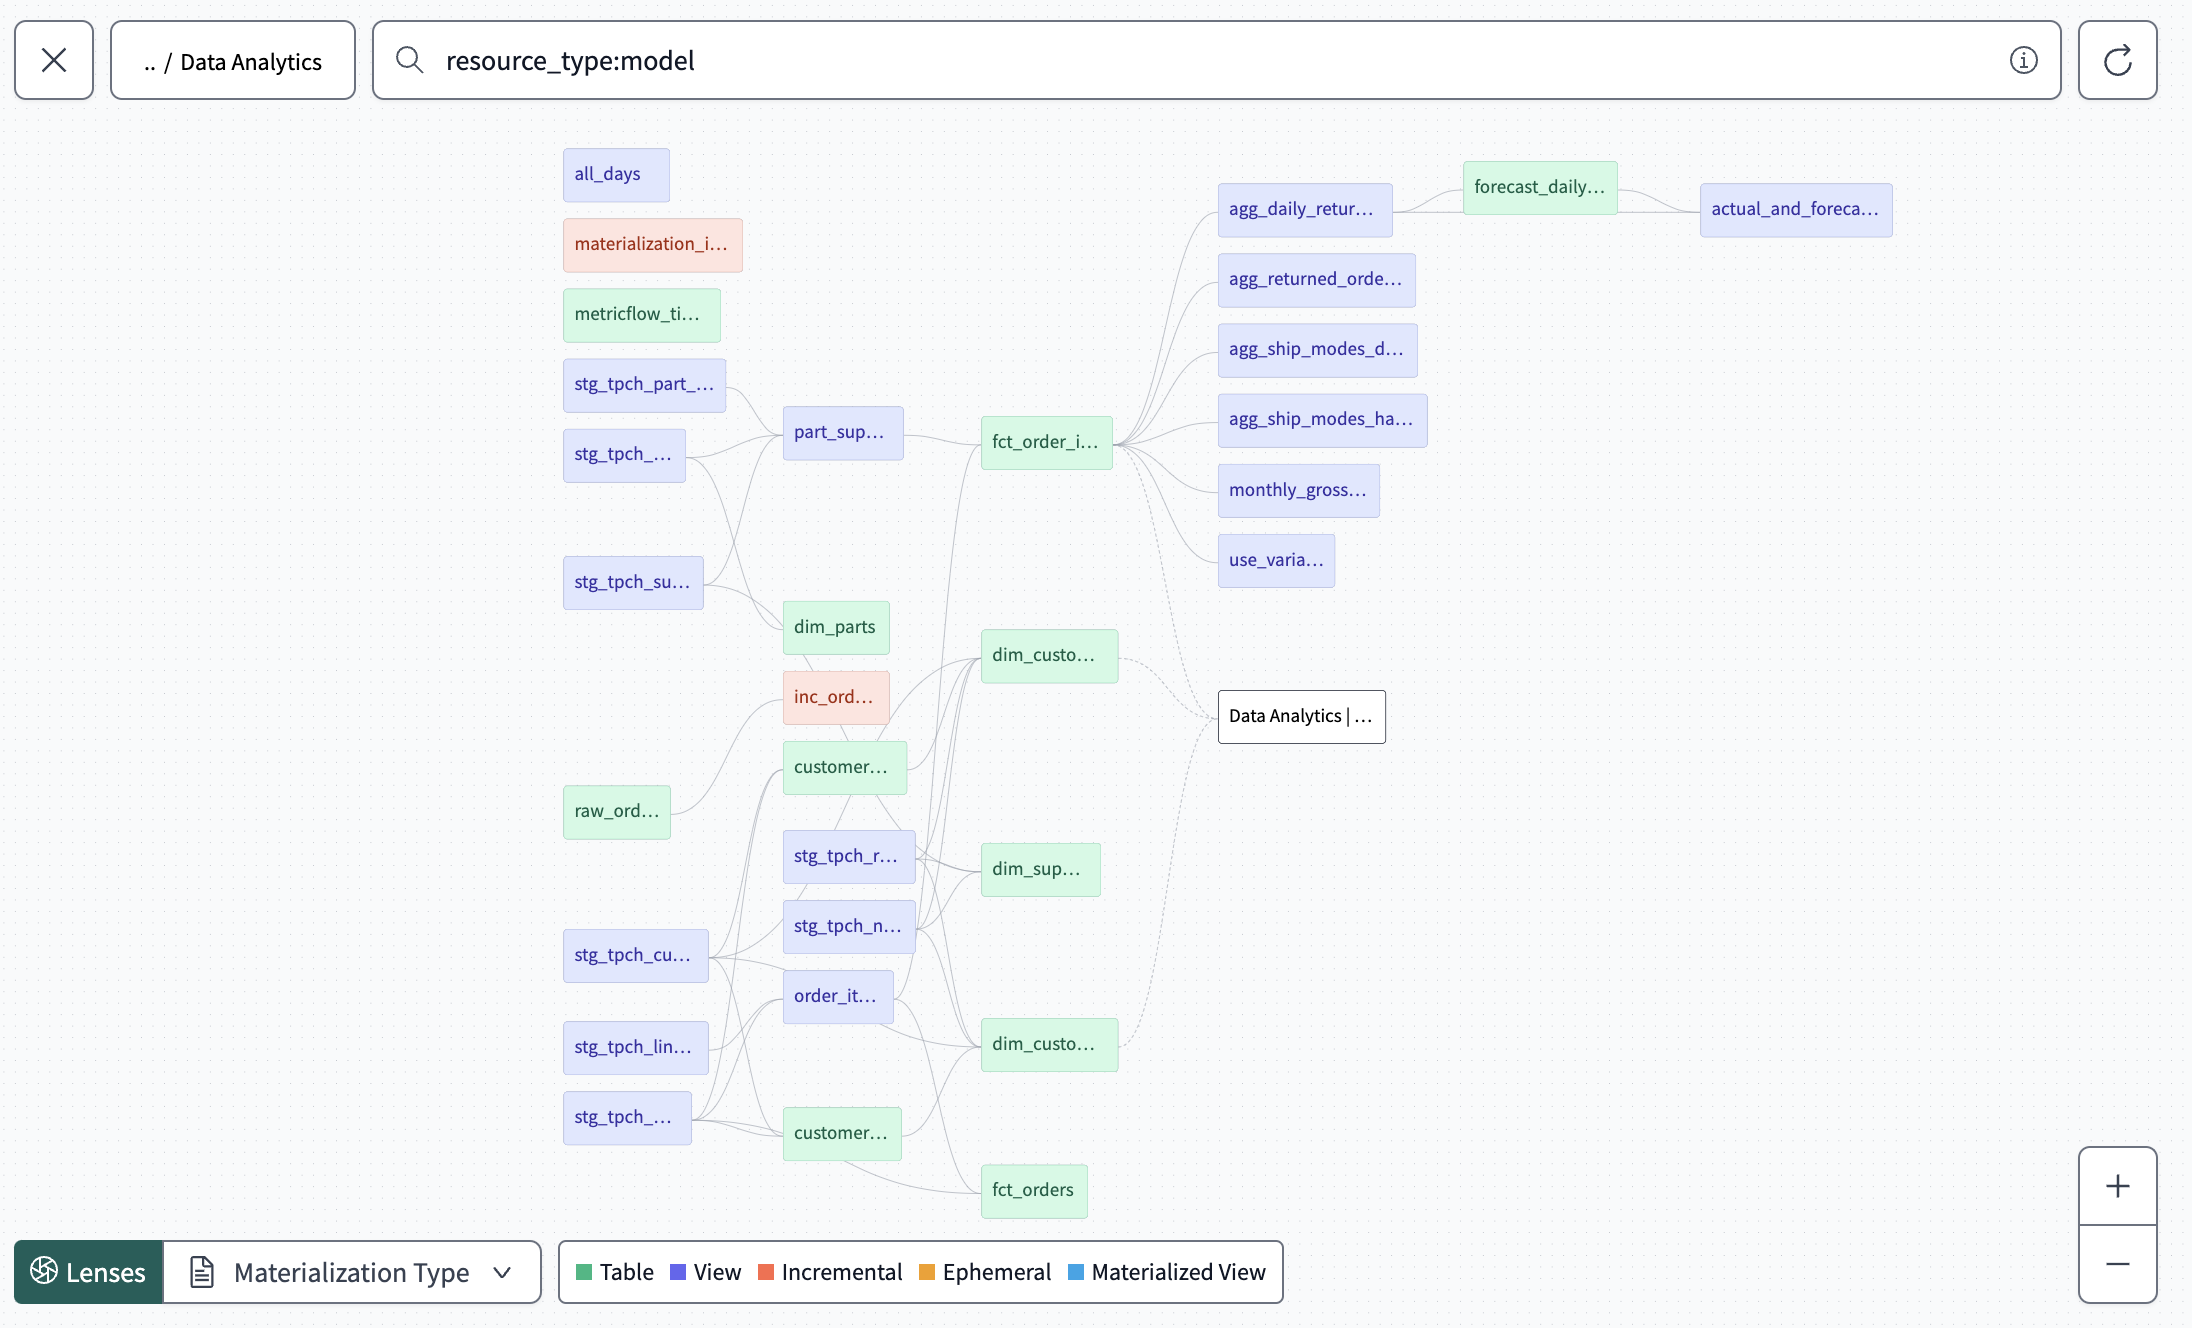 .. / Data Analytics
resource_type:model
all_days
materialization_i...
metricflow_ti...
stg_tpch_part_...
stg_tpch_...
stg_tpch_su...
raw_ord...
stg_tpch_cu...
stg_tpch_lin...
stg_tpch_...
part_sup...
dim_parts
inc_ord...
customer...
stg_tpch_r...
stg_tpch_n...
order_it...
customer...
fct_order_i...
dim_custo...
dim_sup...
dim_custo...
fct_orders
agg_daily_retur...
agg_returned_orde...
agg_ship_modes_d...
agg_ship_modes_ha...
monthly_gross...
use_varia...
Data Analytics | ...
forecast_daily...
actual_and_foreca...
Lenses
Materialization Type
Table
View
Incremental
Ephemeral
Materialized View